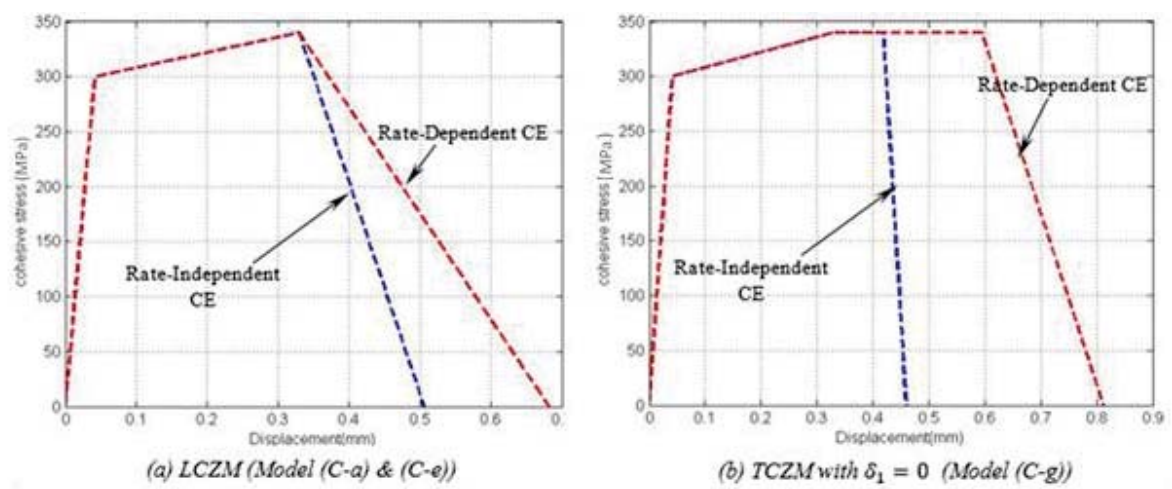 350
300
250
200
150
100
50
0
cohesive stress (MPa)
0
0.1
0.2
0.3
0.4
0.5
0.6
0.7
Displacement(mm)
Rate-Dependent CE
Rate-Independent
CE
(a) LCZM (Model (C-a) & (C-e))
350
300
250
200
150
100
50
0
cohesive stress [MPa)
0
0.1
0.2
0.3
0.4
0.5
0.6
0.7
0.8
0.9
Displacement(mm)
Rate-Dependent CE
Rate-Independent
CE
(b) TCZM with δ₁ = 0 (Model (C-g))